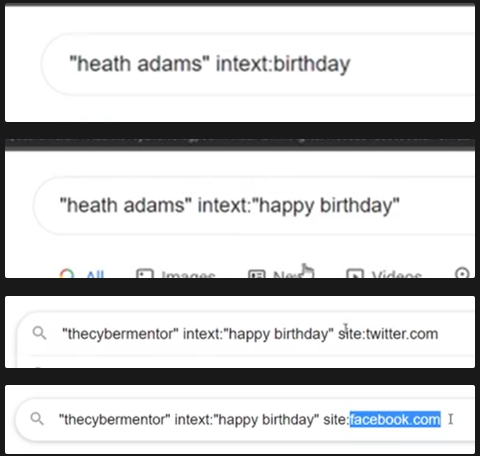 "heath adams" intext:birthday
"heath adams" intext:"happy birthday"
All Images News Videos
"thecybermentor" intext:"happy birthday" site:twitter.com
"thecybermentor" intext:"happy birthday" site:facebook.com